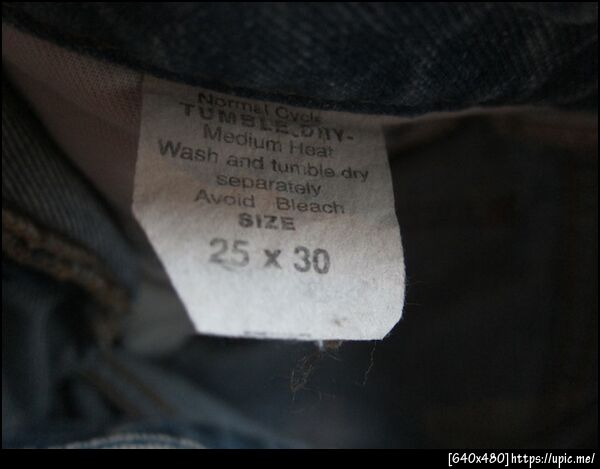 Normal Cycle
TUMBLE DRY-
Medium Heat
Wash and tumble dry
separately
Avoid Bleach
SIZE
25 x 30
[640x480]https://upic.me/